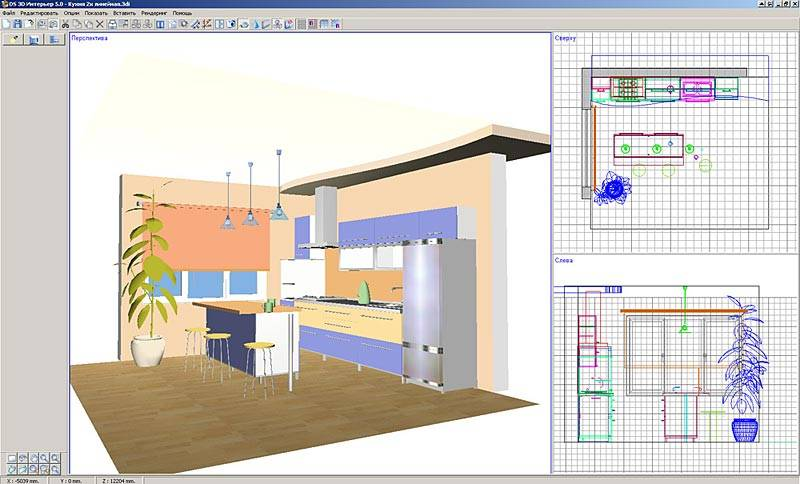 DS 3D Интерьер 5.0 - Кухня 2х линейная.3di
Файл Редактировать Опции Показать Вставить Рендеринг Помощь
Перспектива
Сверху
Слева
X : -5039 mm. Y : 0 mm. Z : 12204 mm.